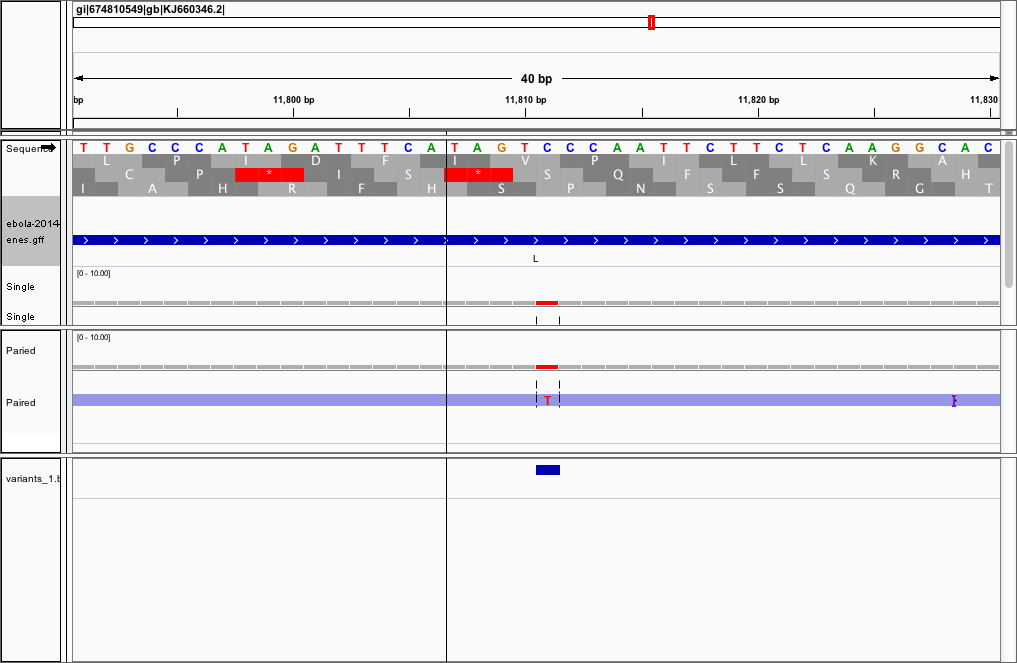 gi|674810549|gb|KJ660346.2|
40 bp
bp 11,800 bp 11,810 bp 11,820 bp 11,830
Sequence T T G C C C A T A G A T T T C A T A G T C C C A A T T C T T C T C A A G G C A C
L P I D F I V P I L L K A
C P * I S * S Q F F S R H
I A H R F H S P N S S Q G T
ebola-2014
enes.gff
L
[0 - 10.00]
Single
Single
[0 - 10.00]
Paried
Paired T
variants_1.b